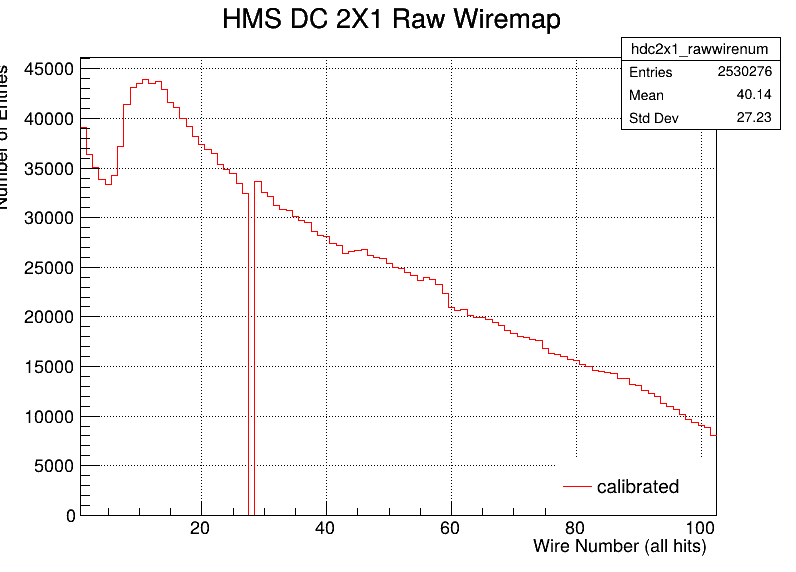 HMS DC 2X1 Raw Wiremap
hdc2x1_rawwirenum
Entries 2530276
Mean 40.14
Std Dev 27.23
Number of Entries
45000
40000
35000
30000
25000
20000
15000
10000
5000
0
calibrated
20 40 60 80 100
Wire Number (all hits)